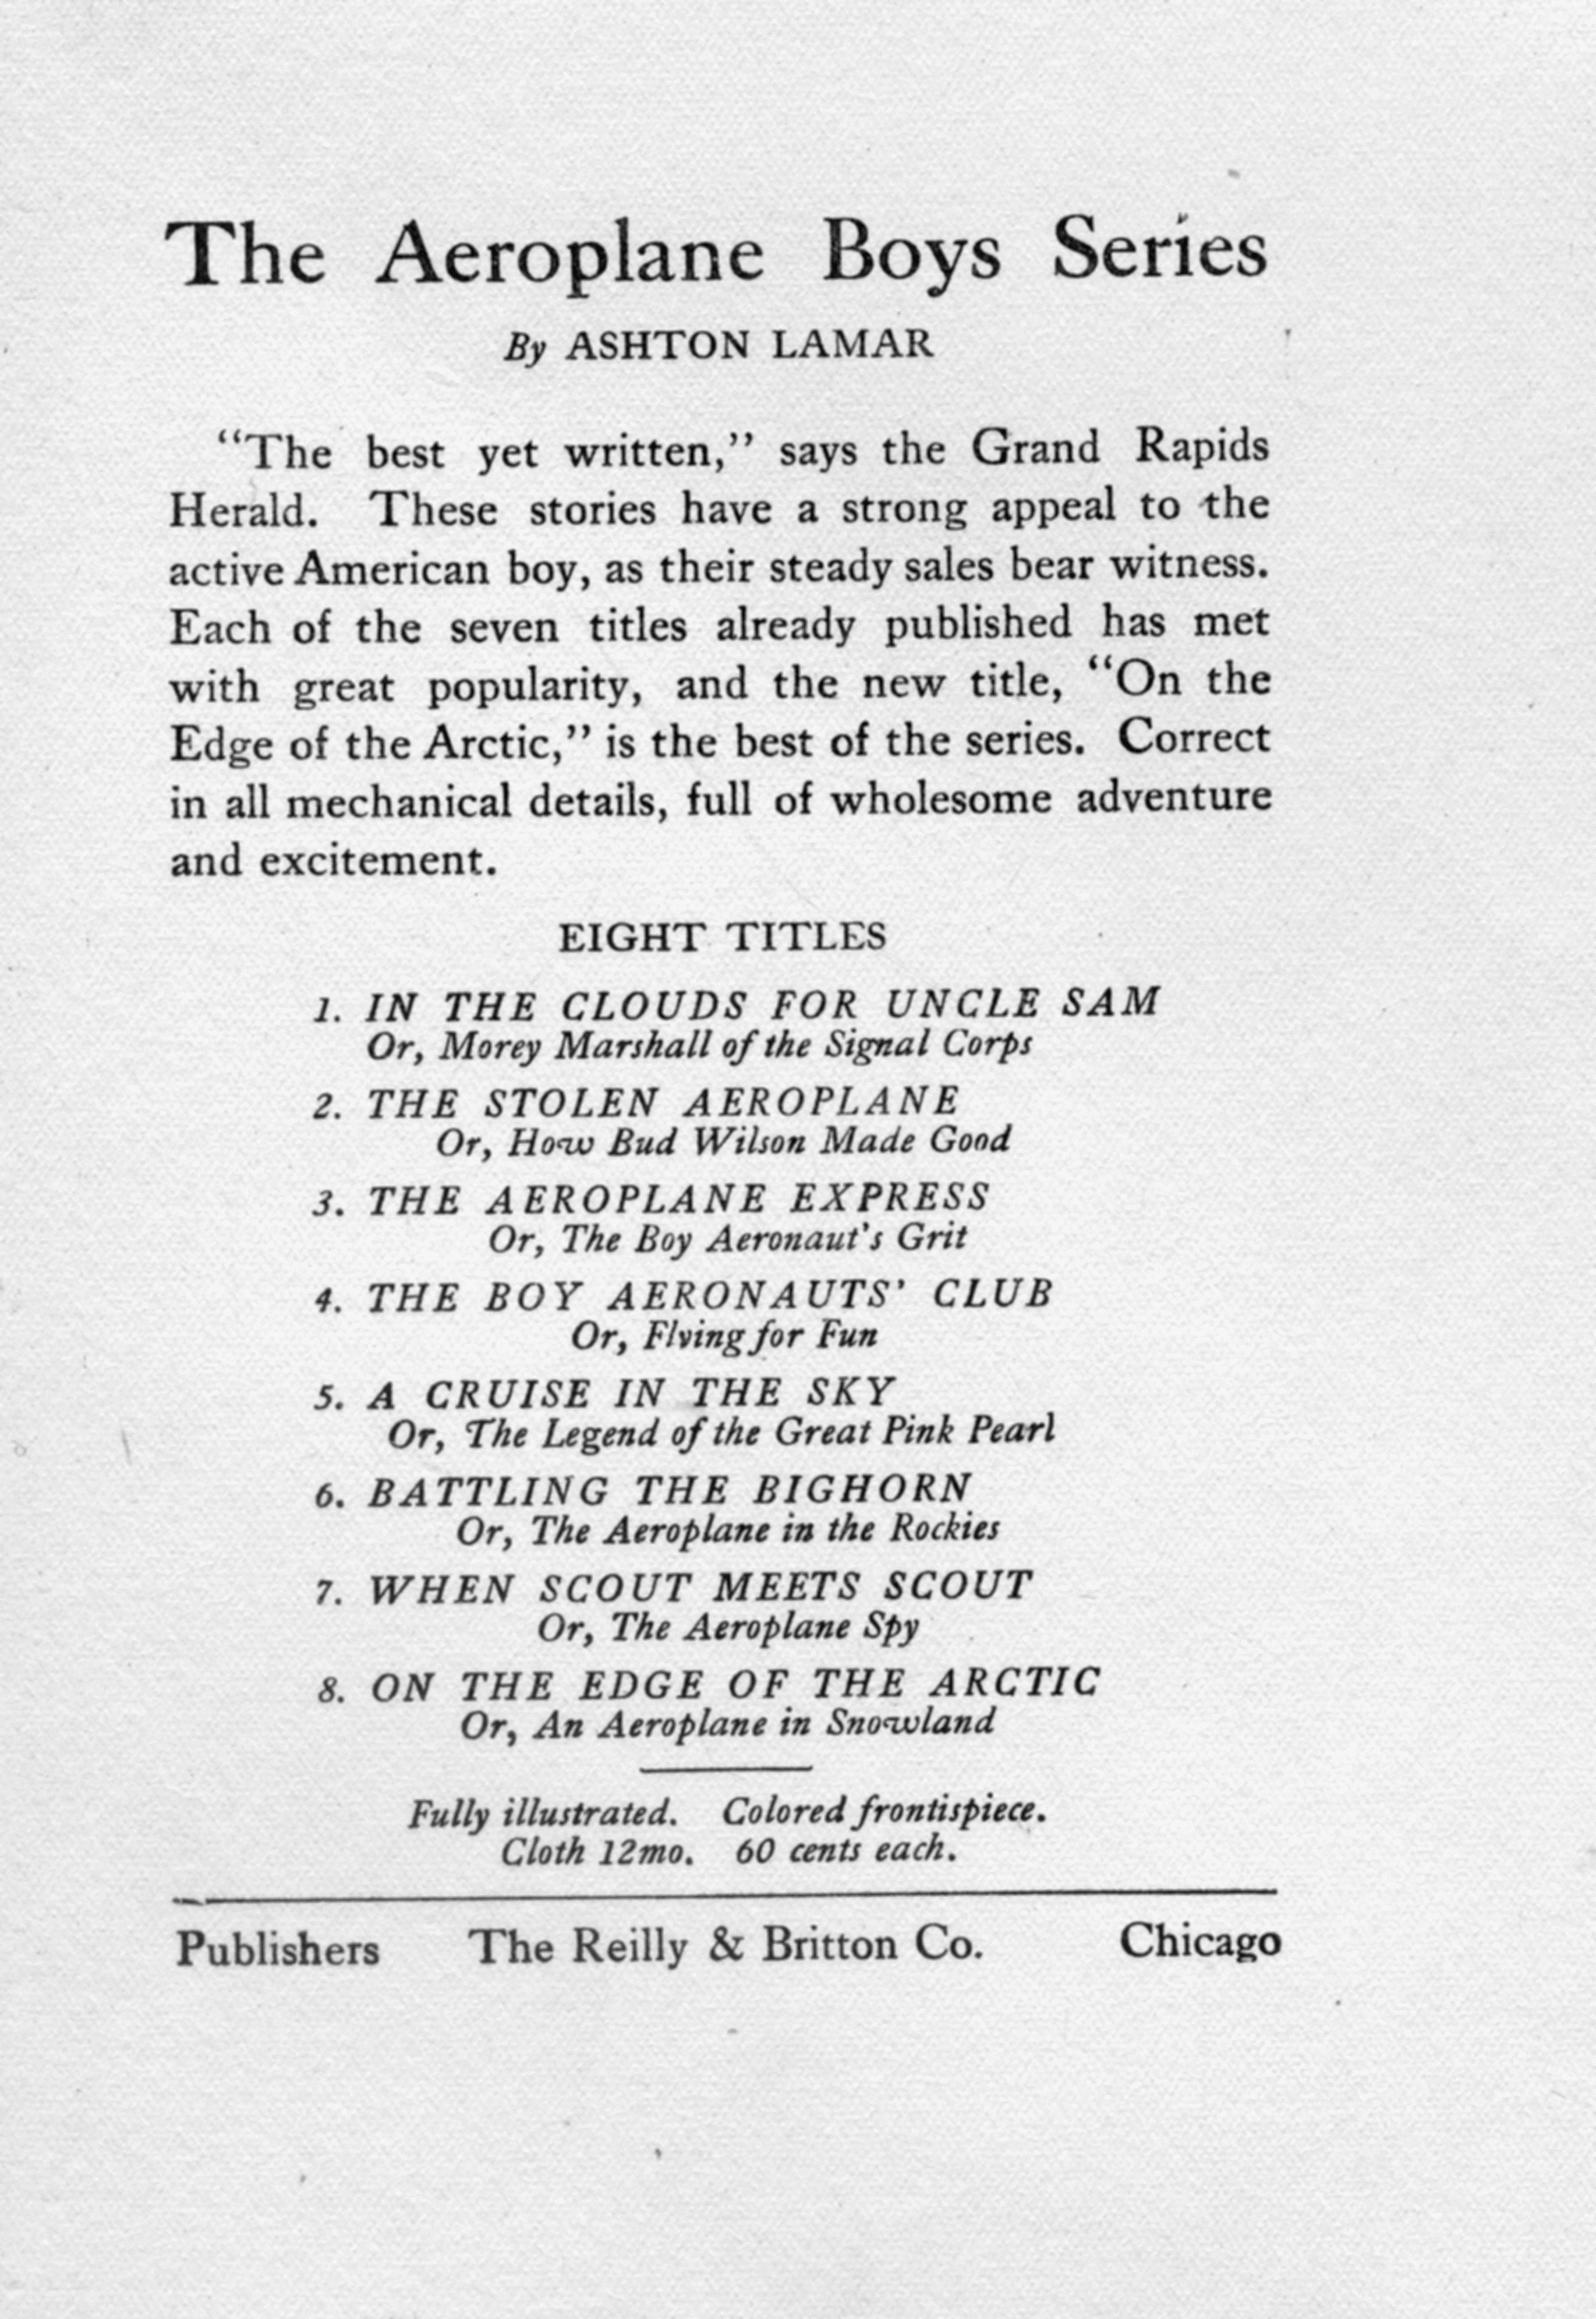 The Aeroplane Boys Series
By ASHTON LAMAR
“The best yet written,” says the Grand Rapids
Herald. These stories have a strong appeal to the
active American boy, as their steady sales bear witness.
Each of the seven titles already published has met
with great popularity, and the new title, “On the
Edge of the Arctic,” is the best of the series. Correct
in all mechanical details, full of wholesome adventure
and excitement.
EIGHT TITLES
1. IN THE CLOUDS FOR UNCLE SAM
Or, Morey Marshall of the Signal Corps
2. THE STOLEN AEROPLANE
Or, How Bud Wilson Made Good
3. THE AEROPLANE EXPRESS
Or, The Boy Aeronaut's Grit
4. THE BOY AERONAUTS' CLUB
Or, Flying for Fun
5. A CRUISE IN THE SKY
Or, The Legend of the Great Pink Pearl
6. BATTLING THE BIGHORN
Or, The Aeroplane in the Rockies
7. WHEN SCOUT MEETS SCOUT
Or, The Aeroplane Spy
8. ON THE EDGE OF THE ARCTIC
Or, An Aeroplane in Snowland
Fully illustrated. Colored frontispiece.
Cloth 12mo. 60 cents each.
Publishers The Reilly & Britton Co. Chicago